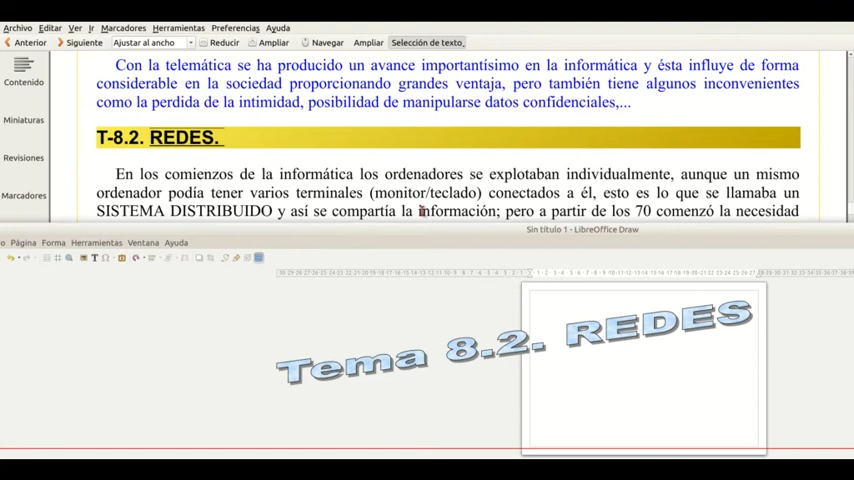 Archivo Editar Ver Ir Marcadores Herramientas Preferencias Ayuda
Anterior Siguiente Ajustar al ancho Reducir Ampliar Navegar Ampliar Selección de texto
Contenido
Miniaturas
Revisiones
Marcadores
Con la telemática se ha producido un avance importantísimo en la informática y ésta influye de forma
considerable en la sociedad proporcionando grandes ventaja, pero también tiene algunos inconvenientes
como la perdida de la intimidad, posibilidad de manipularse datos confidenciales,...
T-8.2. REDES.
En los comienzos de la informática los ordenadores se explotaban individualmente, aunque un mismo
ordenador podía tener varios terminales (monitor/teclado) conectados a él, esto es lo que se llamaba un
SISTEMA DISTRIBUIDO y así se compartía la información; pero a partir de los 70 comenzó la necesidad
Sin título 1 - LibreOffice Draw
o Página Forma Herramientas Ventana Ayuda
Tema 8.2. REDES